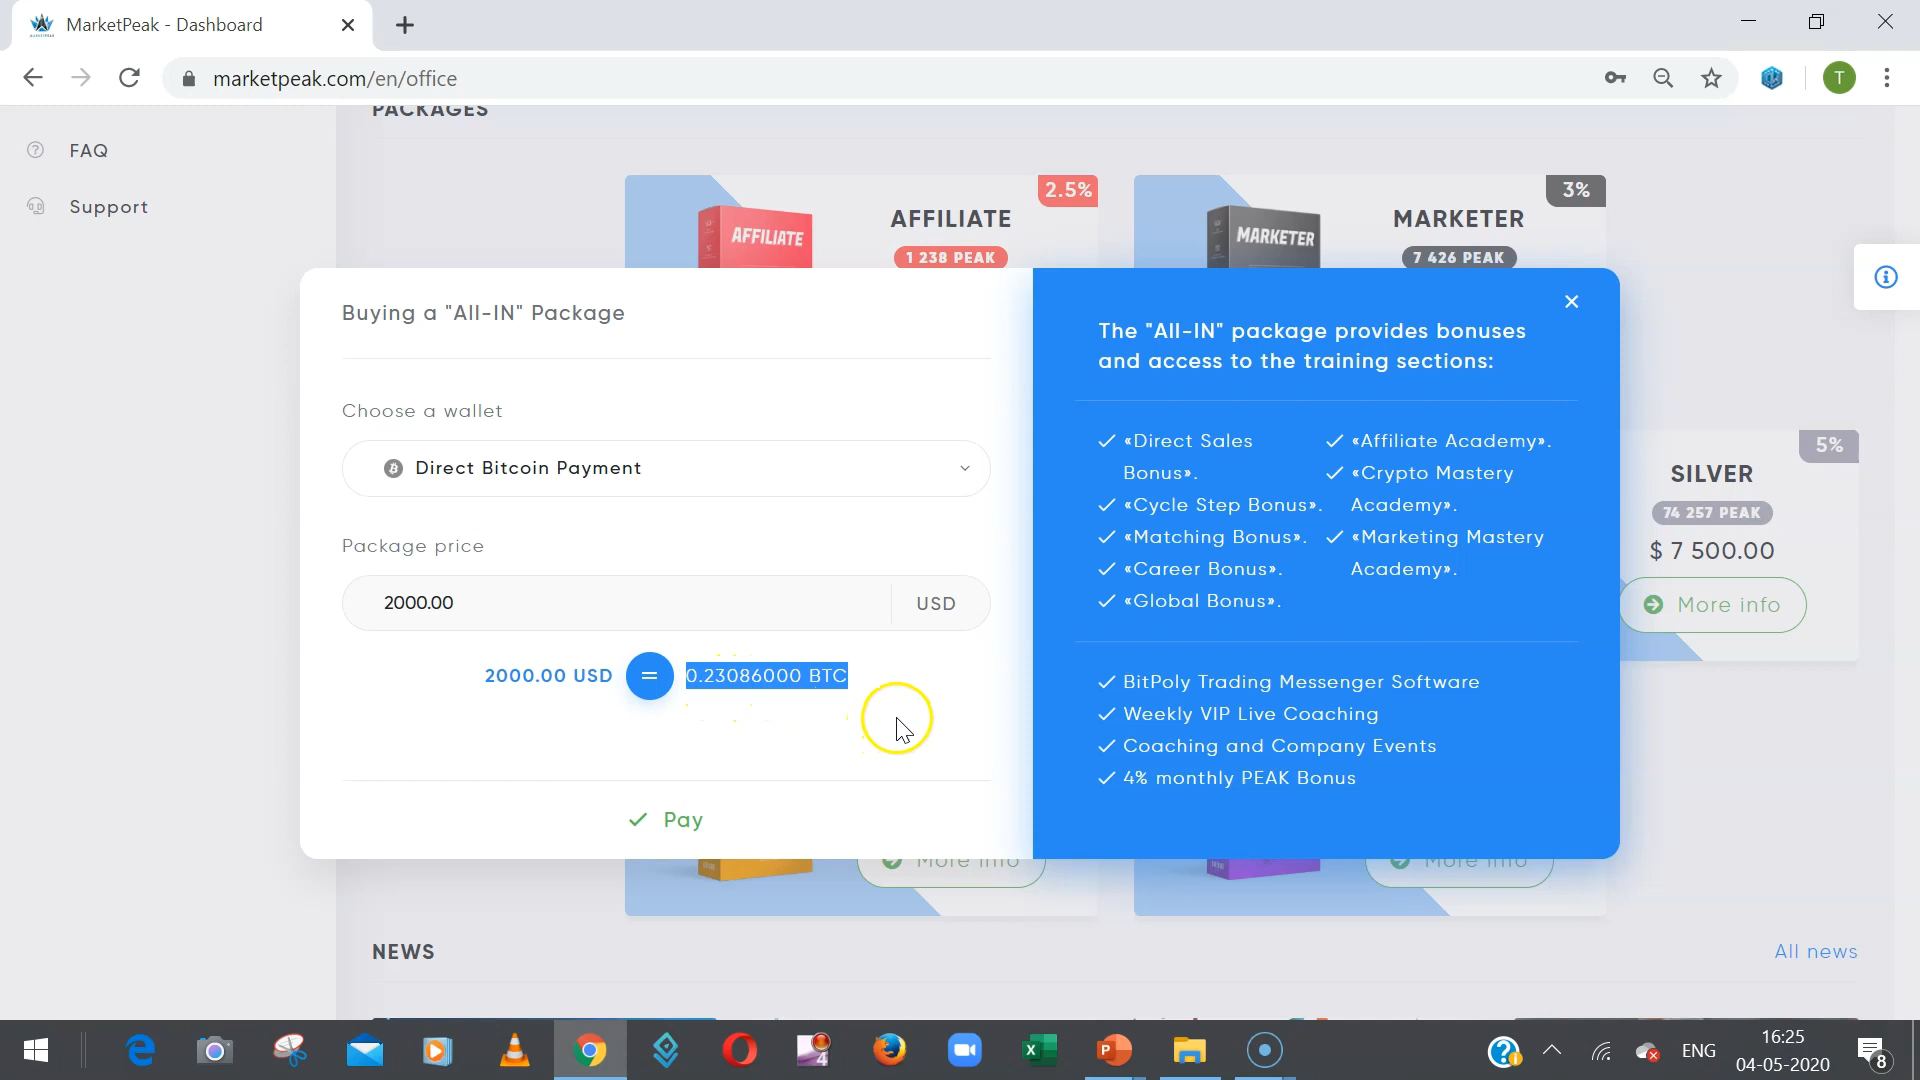 MarketPeak - Dashboard
marketpeak.com/en/office
T
PACKAGES
FAQ
Support
2.5%
AFFILIATE
AFFILIATE
1 238 PEAK
3%
MARKETER
MARKETER
7 426 PEAK
Buying a "All-IN" Package
Choose a wallet
Direct Bitcoin Payment
Package price
2000.00 USD
2000.00 USD = 0.23086000 BTC
Pay
The "All-IN" package provides bonuses
and access to the training sections:
«Direct Sales
Bonus».
«Cycle Step Bonus».
«Matching Bonus».
«Career Bonus».
«Global Bonus».
«Affiliate Academy».
«Crypto Mastery
Academy».
«Marketing Mastery
Academy».
BitPoly Trading Messenger Software
Weekly VIP Live Coaching
Coaching and Company Events
4% monthly PEAK Bonus
5%
SILVER
74 257 PEAK
$ 7 500.00
More info
More info
More info
NEWS
All news
ENG
16:25
04-05-2020
8